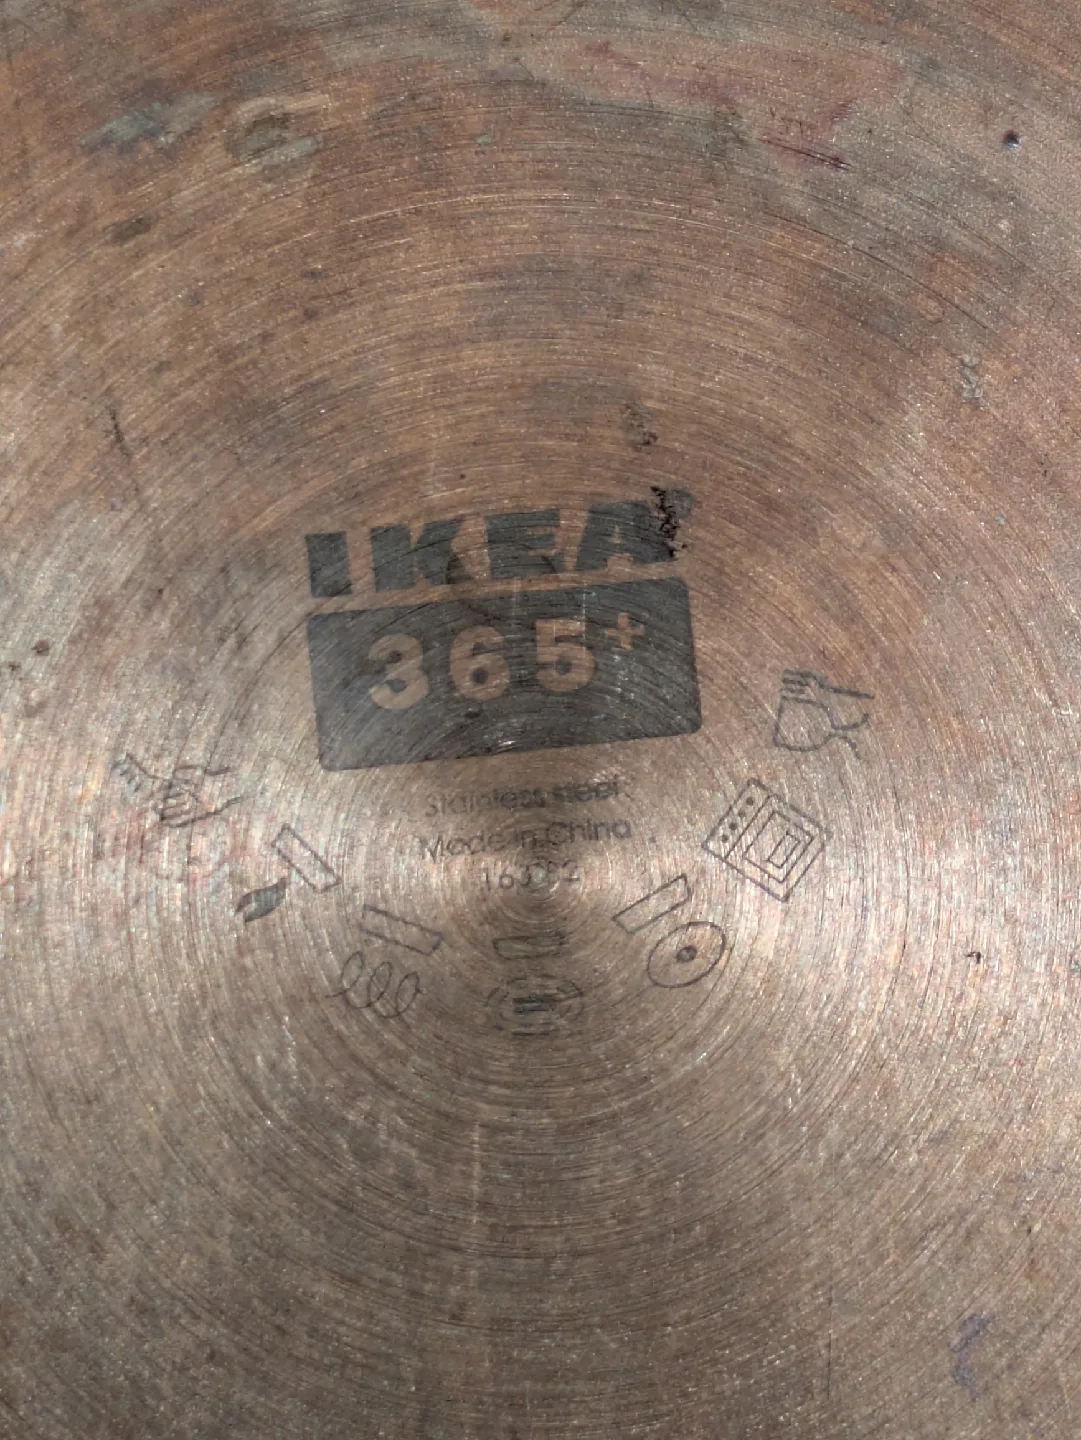 IKEA®
365+
Stainless steel
Made in China